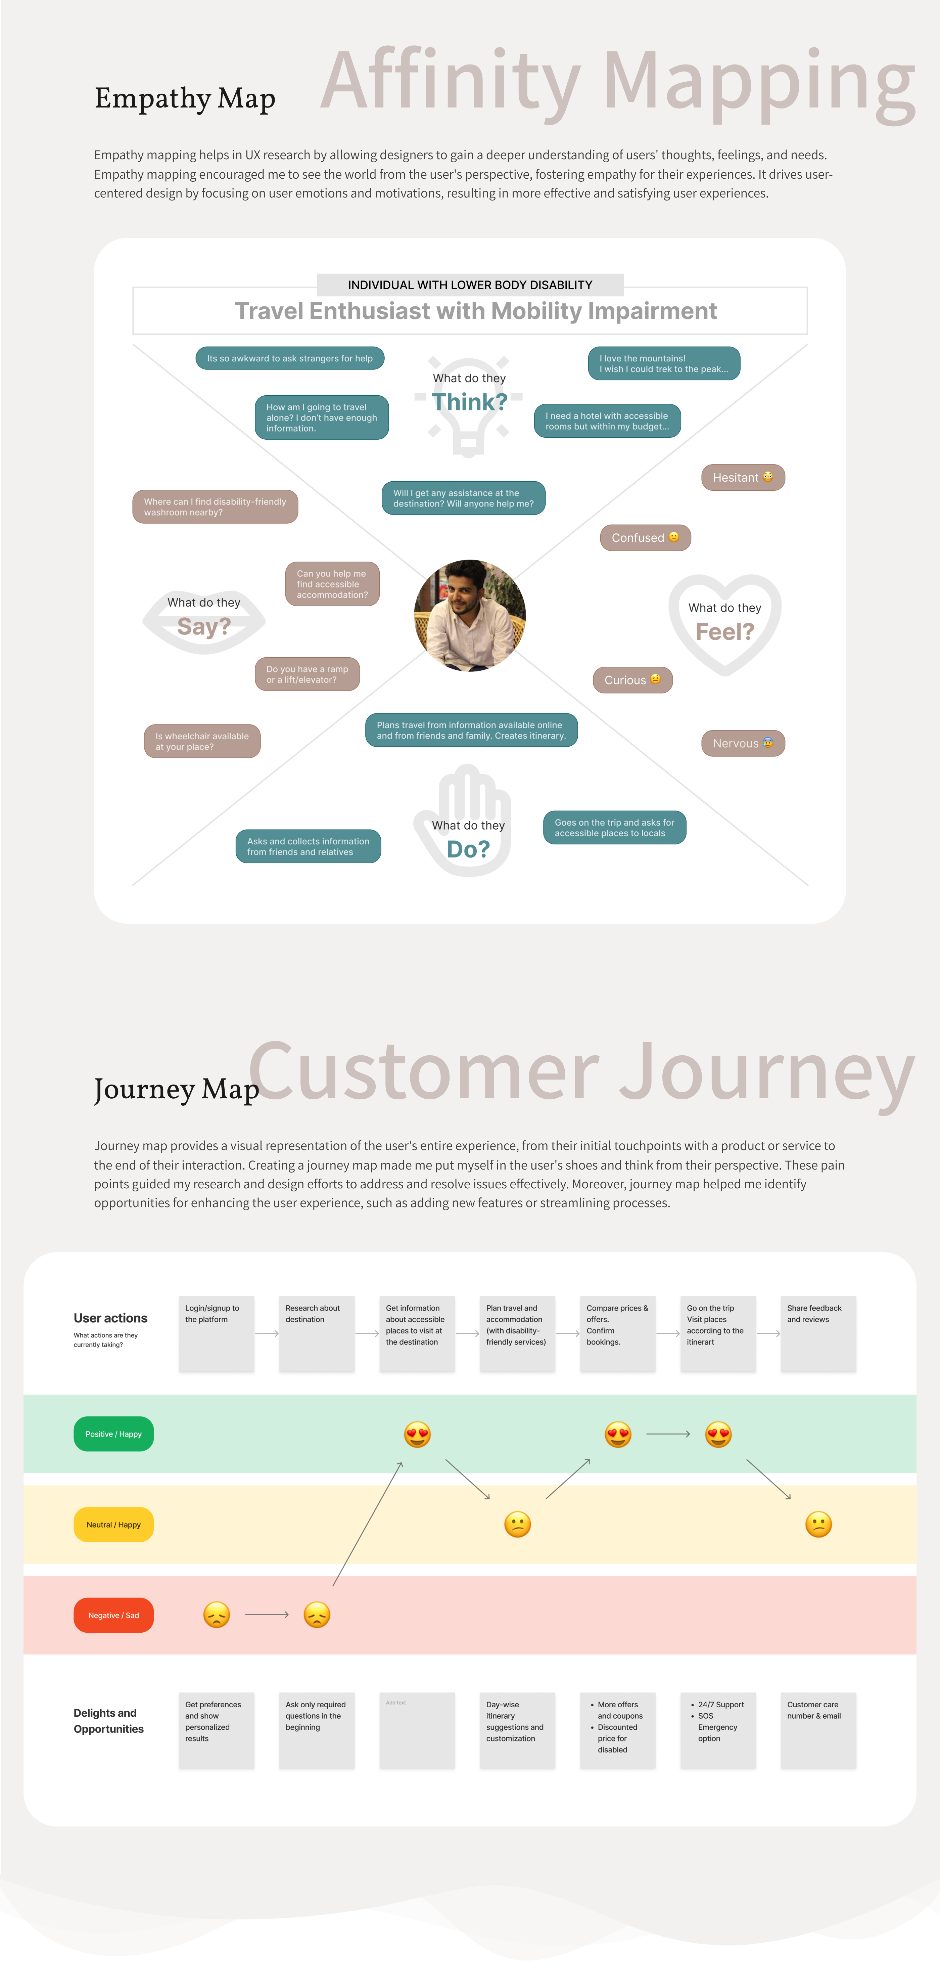 Affinity Mapping
Empathy Map
Empathy mapping helps in UX research by allowing designers to gain a deeper understanding of users' thoughts, feelings, and needs.
Empathy mapping encouraged me to see the world from the user's perspective, fostering empathy for their experiences. It drives user-
centered design by focusing on user emotions and motivations, resulting in more effective and satisfying user experiences.
INDIVIDUAL WITH LOWER BODY DISABILITY
Travel Enthusiast with Mobility Impairment
Its so awkward to ask strangers for help
How am I going to travel
alone? I don't have enough
information.
What do they
Think?
I love the mountains!
I wish I could trek to the peak...
I need a hotel with accessible
rooms but within my budget...
Will I get any assistance at the
destination? Will anyone help me?
Where can I find disability-friendly
washroom nearby?
Can you help me
find accessible
accommodation?
What do they
Say?
Do you have a ramp
or a lift/elevator?
Is wheelchair available
at your place?
Hesitant 😳
Confused 😕
What do they
Feel?
Curious 🧐
Nervous 😰
Plans travel from information available online
and from friends and family. Creates itinerary.
What do they
Do?
Asks and collects information
from friends and relatives
Goes on the trip and asks for
accessible places to locals
Customer Journey
Journey Map
Journey map provides a visual representation of the user's entire experience, from their initial touchpoints with a product or service to
the end of their interaction. Creating a journey map made me put myself in the user's shoes and think from their perspective. These pain
points guided my research and design efforts to address and resolve issues effectively. Moreover, journey map helped me identify
opportunities for enhancing the user experience, such as adding new features or streamlining processes.
User actions
What actions are they
currently taking?
Login/signup to
the platform
Research about
destination
Get information
about accessible
places to visit at
the destination
Plan travel and
accommodation
(with disability-
friendly services)
Compare prices &
offers.
Confirm
bookings.
Go on the trip
Visit places
according to the
itinerart
Share feedback
and reviews
Positive / Happy
Neutral / Happy
Negative / Sad
Delights and
Opportunities
Get preferences
and show
personalized
results
Ask only required
questions in the
beginning
Add text
Day-wise
itinerary
suggestions and
customization
• More offers
and coupons
• Discounted
price for
disabled
• 24/7 Support
• SOS
Emergency
option
Customer care
number & email